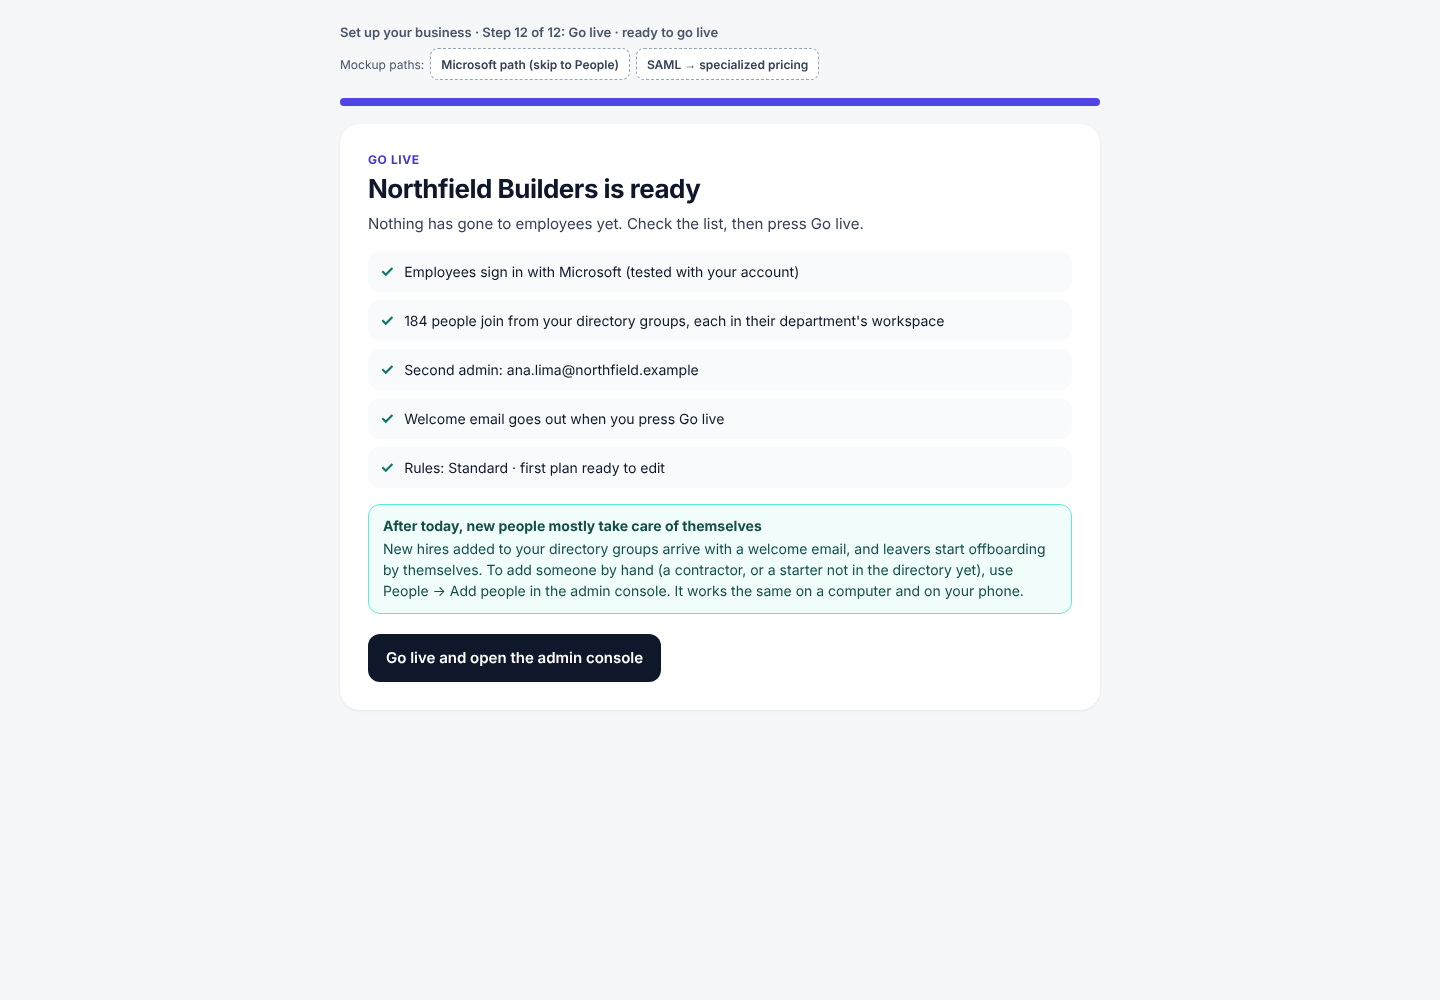 Set up your business · Step 12 of 12: Go live · ready to go live
Mockup paths: Microsoft path (skip to People) SAML → specialized pricing
GO LIVE
Northfield Builders is ready
Nothing has gone to employees yet. Check the list, then press Go live.
✓ Employees sign in with Microsoft (tested with your account)
✓ 184 people join from your directory groups, each in their department's workspace
✓ Second admin: ana.lima@northfield.example
✓ Welcome email goes out when you press Go live
✓ Rules: Standard · first plan ready to edit
After today, new people mostly take care of themselves
New hires added to your directory groups arrive with a welcome email, and leavers start offboarding
by themselves. To add someone by hand (a contractor, or a starter not in the directory yet), use
People → Add people in the admin console. It works the same on a computer and on your phone.
Go live and open the admin console